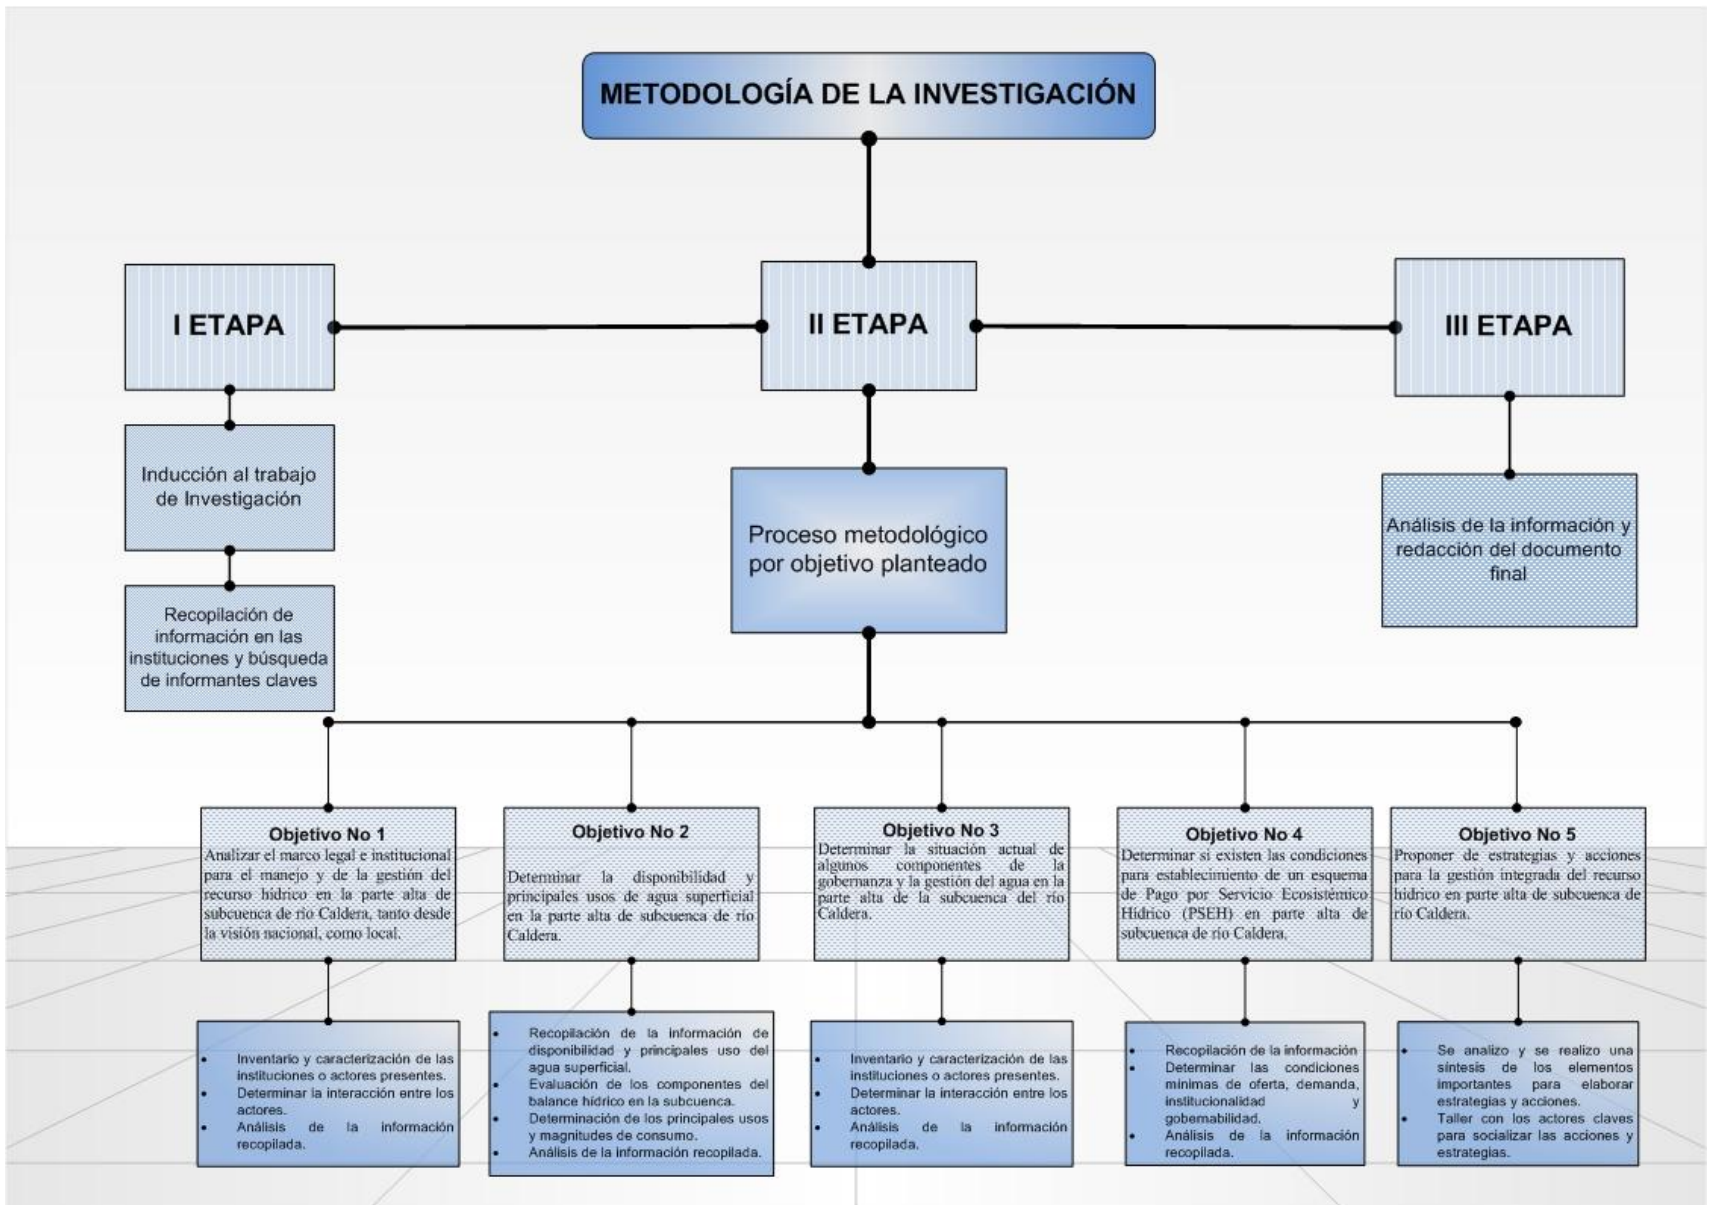 METODOLOGÍA DE LA INVESTIGACIÓN
I ETAPA
II ETAPA
III ETAPA
Inducción al trabajo
de Investigación
Recopilación de
información en las
instituciones y búsqueda
de informantes claves
Proceso metodológico
por objetivo planteado
Análisis de la información y
redacción del documento
final
Objetivo No 1
Analizar el marco legal e institucional
para el manejo y de la gestión del
recurso hídrico en la parte alta de
subcuenca de río Caldera, tanto desde
la visión nacional, como local.
Objetivo No 2
Determinar la disponibilidad y
principales usos de agua superficial
en la parte alta de subcuenca de río
Caldera.
Objetivo No 3
Determinar la situación actual de
algunos componentes de la
gobernanza y la gestión del agua en la
parte alta de la subcuenca del río
Caldera.
Objetivo No 4
Determinar si existen las condiciones
para establecimiento de un esquema
de Pago por Servicio Ecosistémico
Hídrico (PSEH) en parte alta de
subcuenca de río Caldera.
Objetivo No 5
Proponer de estrategias y acciones
para la gestión integrada del recurso
hídrico en parte alta de subcuenca de
río Caldera.
• Inventario y caracterización de las
instituciones o actores presentes.
• Determinar la interacción entre los
actores.
• Análisis de la información
recopilada.
• Recopilación de la información de
disponibilidad y principales uso del
agua superficial.
• Evaluación de los componentes del
balance hídrico en la subcuenca.
• Determinación de los principales usos
y magnitudes de consumo.
• Análisis de la información recopilada.
• Inventario y caracterización de las
instituciones o actores presentes.
• Determinar la interacción entre los
actores.
• Análisis de la información
recopilada.
• Recopilación de la información
• Determinar las condiciones
mínimas de oferta, demanda,
institucionalidad y
gobernabilidad.
• Análisis de la información
recopilada.
• Se analizo y se realizo una
síntesis de los elementos
importantes para elaborar
estrategias y acciones.
• Taller con los actores claves
para socializar las acciones y
estrategias.